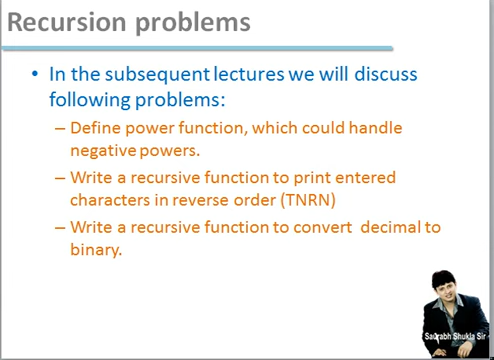 Recursion problems
• In the subsequent lectures we will discuss
following problems:
– Define power function, which could handle
negative powers.
– Write a recursive function to print entered
characters in reverse order (TNRN)
– Write a recursive function to convert decimal to
binary.
Saurabh Shukla Sir